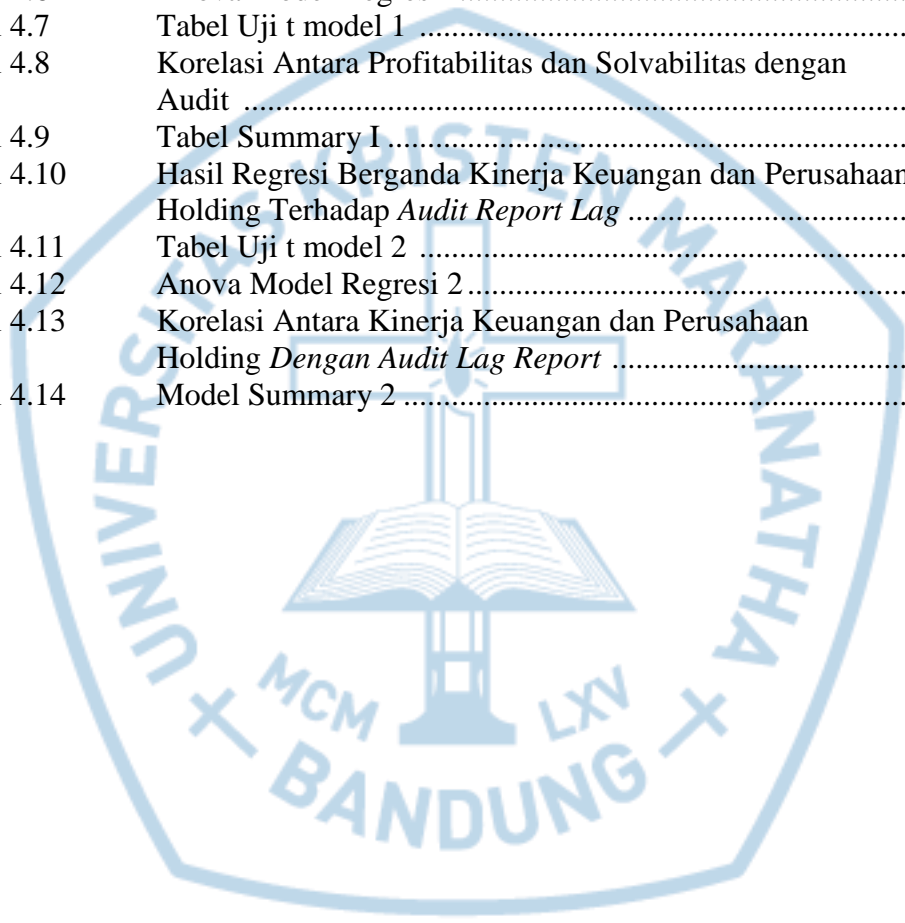 4.7 Tabel Uji t model 1 ........................................................................
4.8 Korelasi Antara Profitabilitas dan Solvabilitas dengan
Audit ........................................................................
4.9 Tabel Summary I ........................................................................
4.10 Hasil Regresi Berganda Kinerja Keuangan dan Perusahaan
Holding Terhadap Audit Report Lag ........................................
4.11 Tabel Uji t model 2 ........................................................................
4.12 Anova Model Regresi 2 ................................................................
4.13 Korelasi Antara Kinerja Keuangan dan Perusahaan
Holding Dengan Audit Lag Report ........................................
4.14 Model Summary 2 ........................................................................
UNIVERSITAS KRISTEN MARANATHA
MCM LXV
BANDUNG